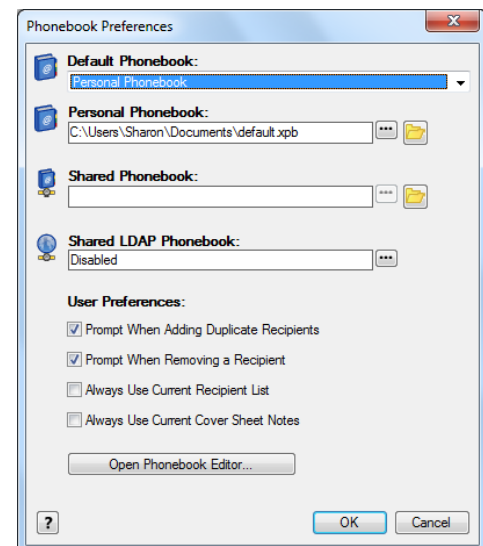 Phonebook Preferences
Default Phonebook:
Personal Phonebook
Personal Phonebook:
C:\Users\Sharon\Documents\default.xpb
Shared Phonebook:
Shared LDAP Phonebook:
Disabled
User Preferences:
Prompt When Adding Duplicate Recipients
Prompt When Removing a Recipient
Always Use Current Recipient List
Always Use Current Cover Sheet Notes
Open Phonebook Editor...
? OK Cancel